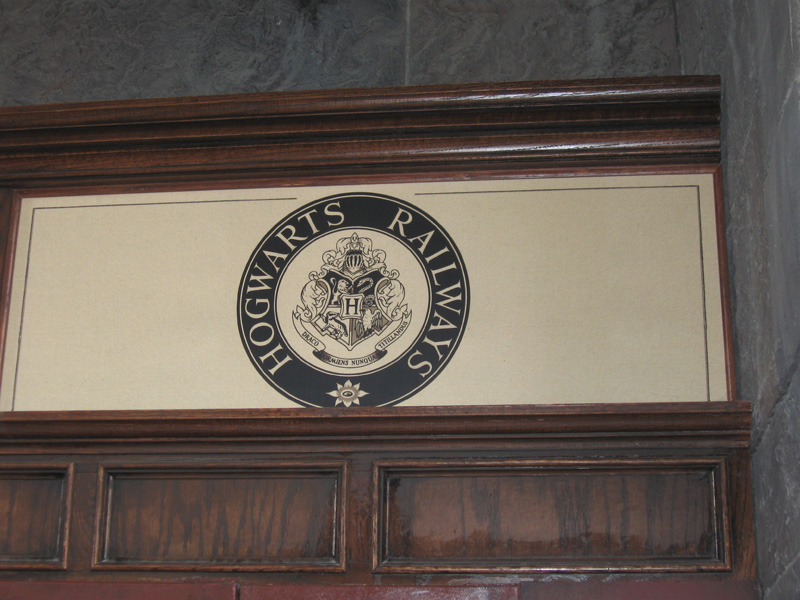 HOGWARTS RAILWAYS
H
DRACO DORMIENS NUNQUAM TITILLANDUS